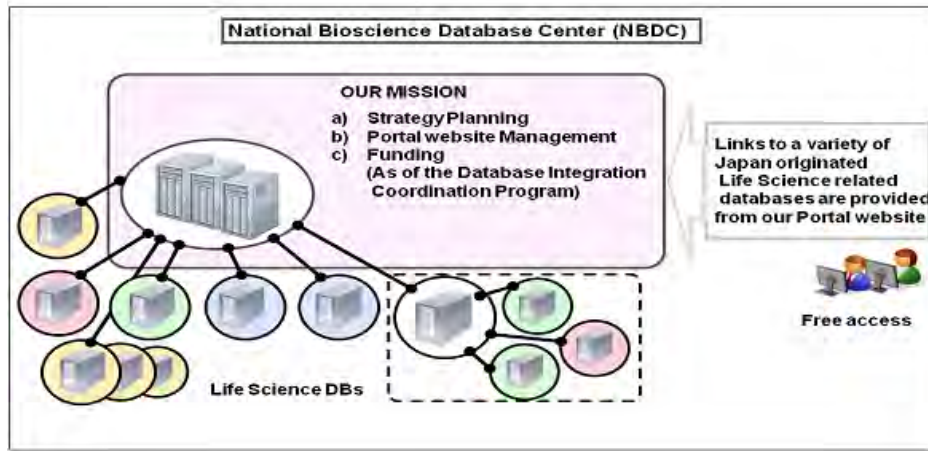 National Bioscience Database Center (NBDC)
OUR MISSION
a) Strategy Planning
b) Portal website Management
c) Funding
(As of the Database Integration
Coordination Program)
Links to a variety of
Japan originated
Life Science related
databases are provided
from our Portal website
Free access
Life Science DBs